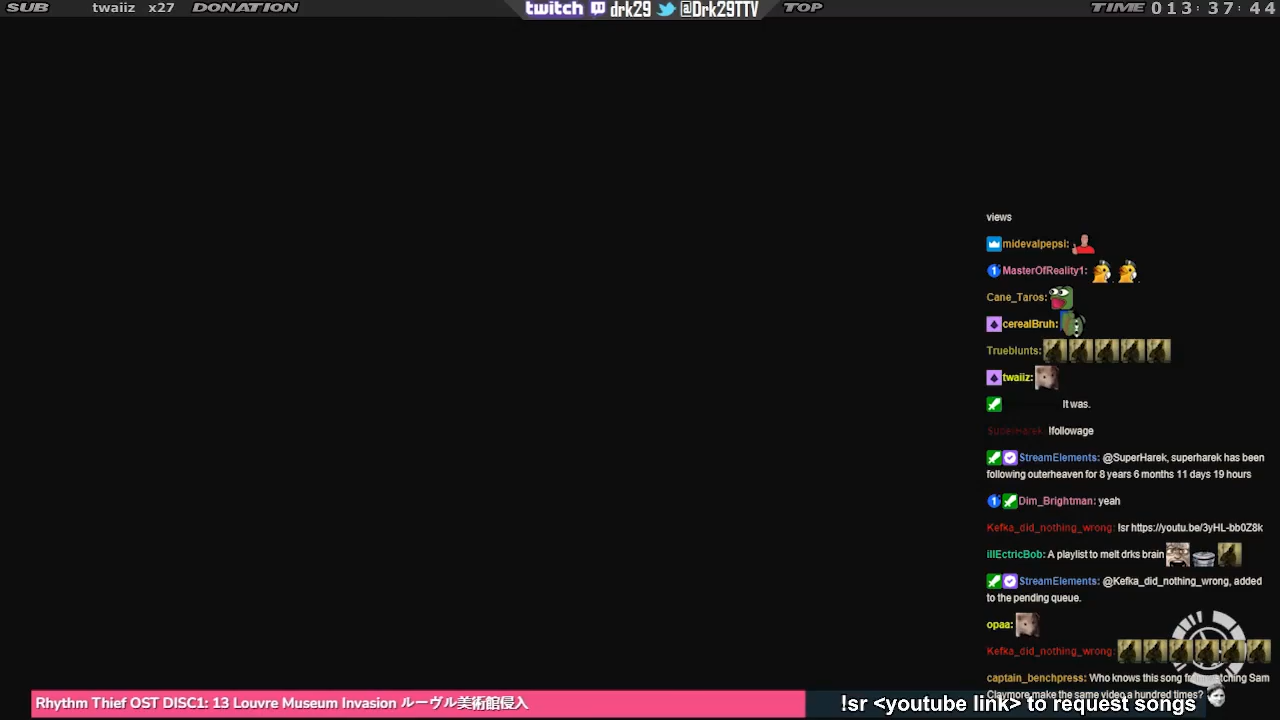 SUB twaiiz x27 DONATION twitch drk29 @Drk29TTV TOP TIME 013:37:44
views
midevalpepsi:
MasterOfReality1:
Cane_Taros:
cerealBruh:
Trueblunts:
twaiiz:
It was.
SuperHarek: !followage
StreamElements: @SuperHarek, superharek has been
following outerheaven for 8 years 6 months 11 days 19 hours
Dim_Brightman: yeah
Kefka_did_nothing_wrong: !sr https://youtu.be/3yHL-bb0Z8k
illEctricBob: A playlist to melt drks brain
StreamElements: @Kefka_did_nothing_wrong, added
to the pending queue.
opaa:
Kefka_did_nothing_wrong:
captain_benchpress: Who knows this song from watching Sam
Claymore make the same video a hundred times?
Rhythm Thief OST DISC1: 13 Louvre Museum Invasion ルーヴル美術館侵入
!sr <youtube link> to request songs